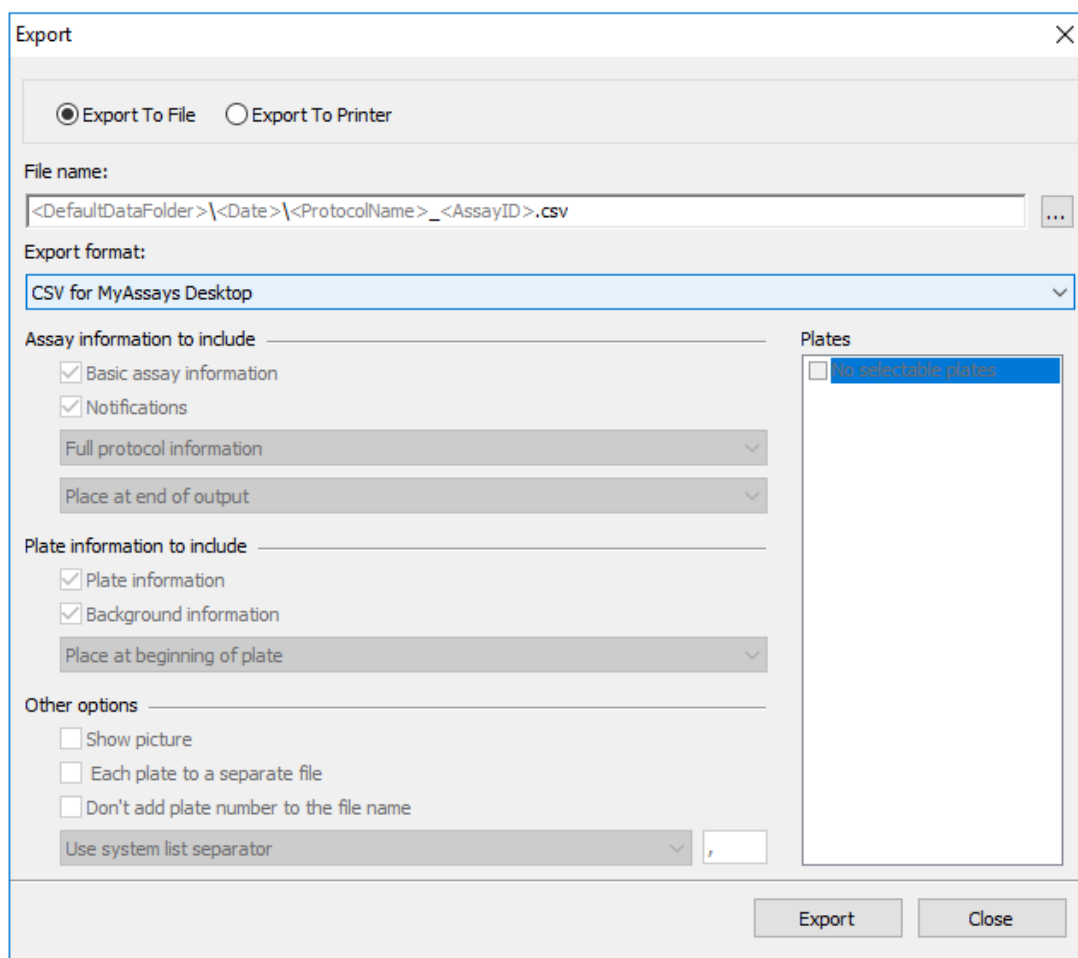 Export
Export To File Export To Printer
File name:
<DefaultDataFolder>\<Date>\<ProtocolName>_<AssayID>.csv
...
Export format:
CSV for MyAssays Desktop
Assay information to include
Basic assay information
Notifications
Full protocol information
Place at end of output
Plate information to include
Plate information
Background information
Place at beginning of plate
Other options
Show picture
Each plate to a separate file
Don't add plate number to the file name
Use system list separator ,
Plates
No selectable plates
Export Close